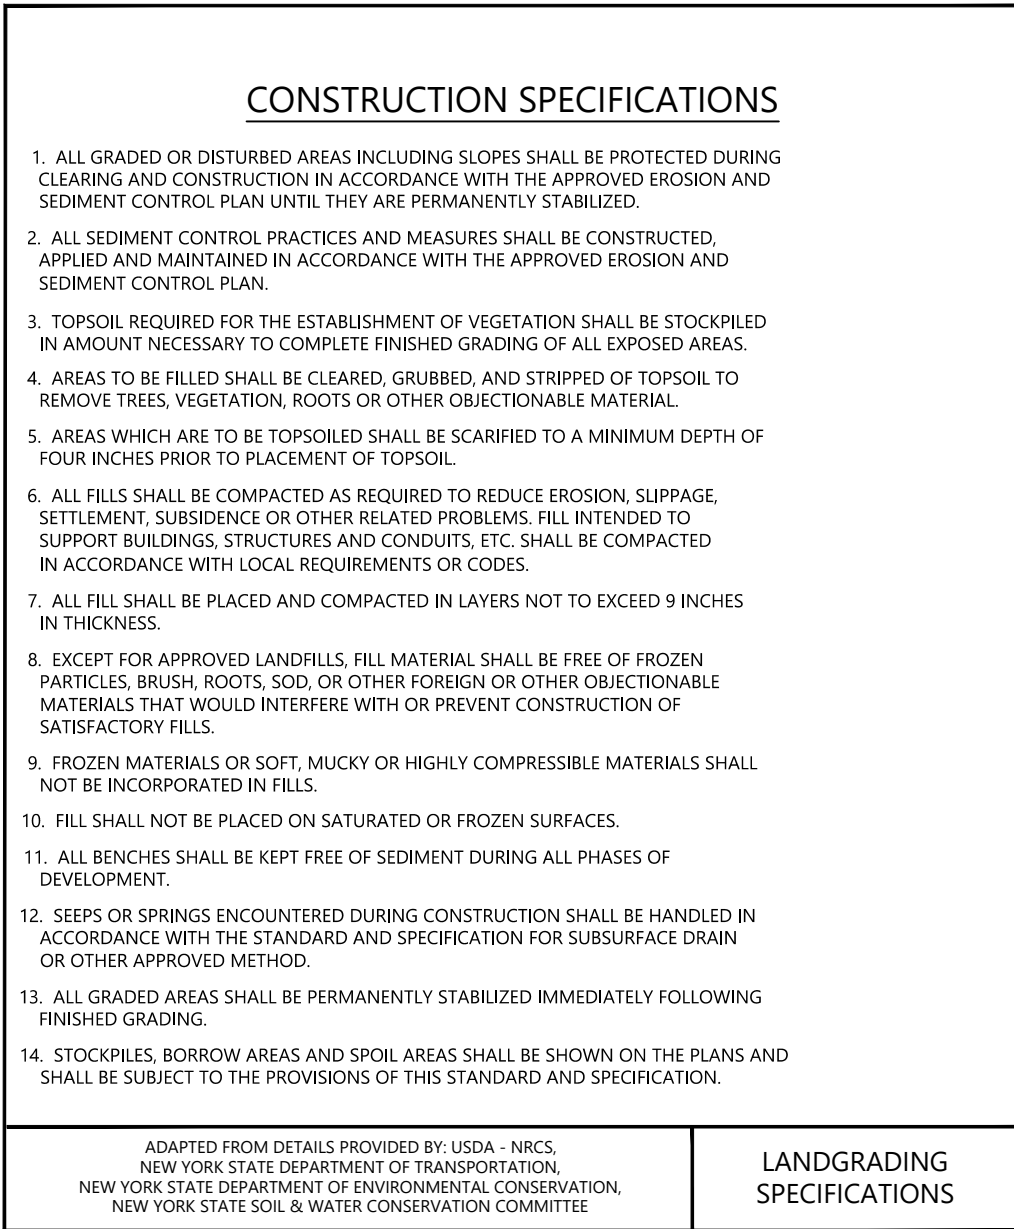 CONSTRUCTION SPECIFICATIONS
1. ALL GRADED OR DISTURBED AREAS INCLUDING SLOPES SHALL BE PROTECTED DURING
CLEARING AND CONSTRUCTION IN ACCORDANCE WITH THE APPROVED EROSION AND
SEDIMENT CONTROL PLAN UNTIL THEY ARE PERMANENTLY STABILIZED.
2. ALL SEDIMENT CONTROL PRACTICES AND MEASURES SHALL BE CONSTRUCTED,
APPLIED AND MAINTAINED IN ACCORDANCE WITH THE APPROVED EROSION AND
SEDIMENT CONTROL PLAN.
3. TOPSOIL REQUIRED FOR THE ESTABLISHMENT OF VEGETATION SHALL BE STOCKPILED
IN AMOUNT NECESSARY TO COMPLETE FINISHED GRADING OF ALL EXPOSED AREAS.
4. AREAS TO BE FILLED SHALL BE CLEARED, GRUBBED, AND STRIPPED OF TOPSOIL TO
REMOVE TREES, VEGETATION, ROOTS OR OTHER OBJECTIONABLE MATERIAL.
5. AREAS WHICH ARE TO BE TOPSOILED SHALL BE SCARIFIED TO A MINIMUM DEPTH OF
FOUR INCHES PRIOR TO PLACEMENT OF TOPSOIL.
6. ALL FILLS SHALL BE COMPACTED AS REQUIRED TO REDUCE EROSION, SLIPPAGE,
SETTLEMENT, SUBSIDENCE OR OTHER RELATED PROBLEMS. FILL INTENDED TO
SUPPORT BUILDINGS, STRUCTURES AND CONDUITS, ETC. SHALL BE COMPACTED
IN ACCORDANCE WITH LOCAL REQUIREMENTS OR CODES.
7. ALL FILL SHALL BE PLACED AND COMPACTED IN LAYERS NOT TO EXCEED 9 INCHES
IN THICKNESS.
8. EXCEPT FOR APPROVED LANDFILLS, FILL MATERIAL SHALL BE FREE OF FROZEN
PARTICLES, BRUSH, ROOTS, SOD, OR OTHER FOREIGN OR OTHER OBJECTIONABLE
MATERIALS THAT WOULD INTERFERE WITH OR PREVENT CONSTRUCTION OF
SATISFACTORY FILLS.
9. FROZEN MATERIALS OR SOFT, MUCKY OR HIGHLY COMPRESSIBLE MATERIALS SHALL
NOT BE INCORPORATED IN FILLS.
10. FILL SHALL NOT BE PLACED ON SATURATED OR FROZEN SURFACES.
11. ALL BENCHES SHALL BE KEPT FREE OF SEDIMENT DURING ALL PHASES OF
DEVELOPMENT.
12. SEEPS OR SPRINGS ENCOUNTERED DURING CONSTRUCTION SHALL BE HANDLED IN
ACCORDANCE WITH THE STANDARD AND SPECIFICATION FOR SUBSURFACE DRAIN
OR OTHER APPROVED METHOD.
13. ALL GRADED AREAS SHALL BE PERMANENTLY STABILIZED IMMEDIATELY FOLLOWING
FINISHED GRADING.
14. STOCKPILES, BORROW AREAS AND SPOIL AREAS SHALL BE SHOWN ON THE PLANS AND
SHALL BE SUBJECT TO THE PROVISIONS OF THIS STANDARD AND SPECIFICATION.
ADAPTED FROM DETAILS PROVIDED BY: USDA - NRCS,
NEW YORK STATE DEPARTMENT OF TRANSPORTATION,
NEW YORK STATE DEPARTMENT OF ENVIRONMENTAL CONSERVATION,
NEW YORK STATE SOIL & WATER CONSERVATION COMMITTEE
LANDGRADING
SPECIFICATIONS